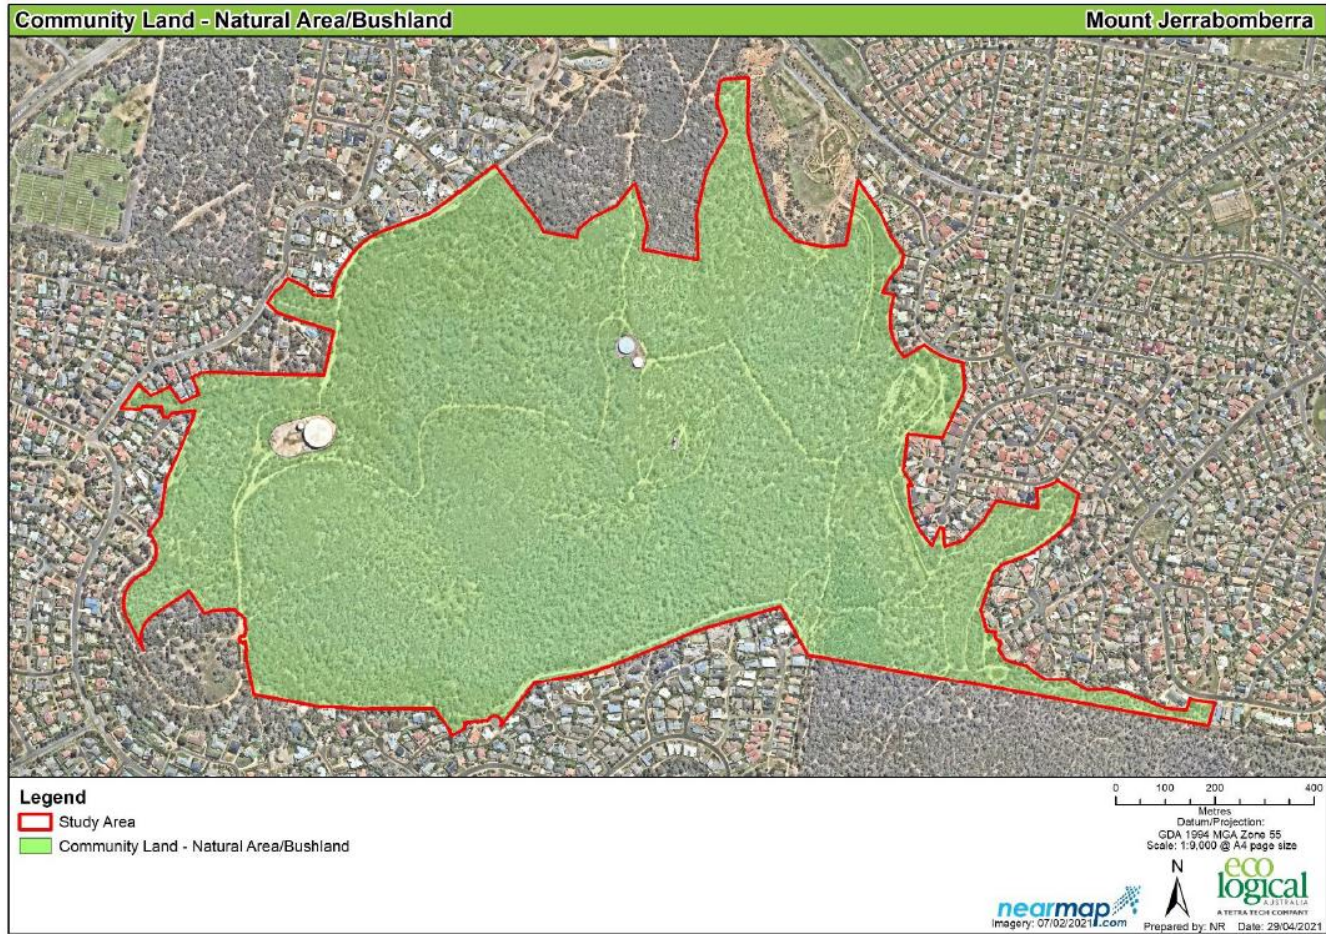 Community Land - Natural Area/Bushland
Mount Jerrabomberra
Legend
Study Area
Community Land - Natural Area/Bushland
0 100 200 400
Metres
Datum/Projection:
GDA 1994 MGA Zone 55
Scale: 1:9,000 @ A4 page size
N
eco
logical
AUSTRALIA
A TETRA TECH COMPANY
nearmap
.com
Imagery: 07/02/2021
Prepared by: NR Date: 29/04/2021